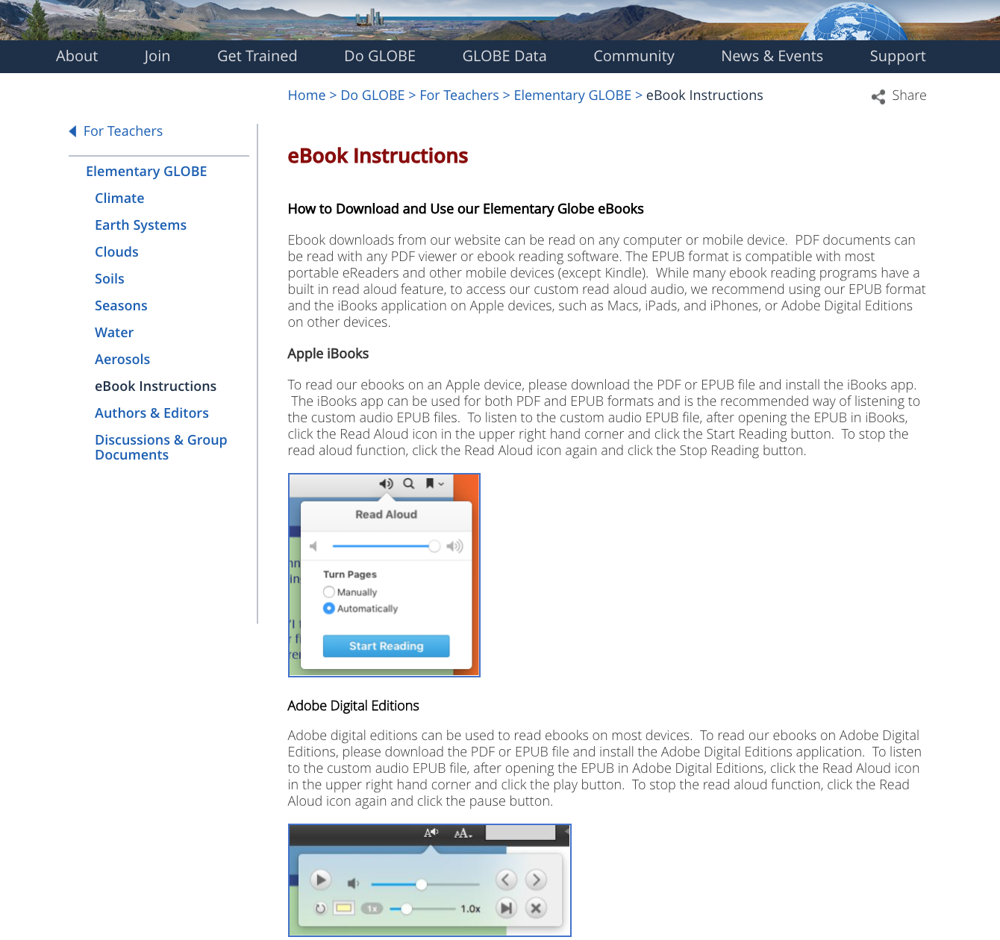 About Join Get Trained Do GLOBE GLOBE Data Community News & Events Support
Home > Do GLOBE > For Teachers > Elementary GLOBE > eBook Instructions
Share
For Teachers
Elementary GLOBE
Climate
Earth Systems
Clouds
Soils
Seasons
Water
Aerosols
eBook Instructions
Authors & Editors
Discussions & Group
Documents
eBook Instructions
How to Download and Use our Elementary Globe eBooks
Ebook downloads from our website can be read on any computer or mobile device.  PDF documents can
be read with any PDF viewer or ebook reading software. The EPUB format is compatible with most
portable eReaders and other mobile devices (except Kindle).  While many ebook reading programs have a
built in read aloud feature, to access our custom read aloud audio, we recommend using our EPUB format
and the iBooks application on Apple devices, such as Macs, iPads, and iPhones, or Adobe Digital Editions
on other devices.
Apple iBooks
To read our ebooks on an Apple device, please download the PDF or EPUB file and install the iBooks app.
The iBooks app can be used for both PDF and EPUB formats and is the recommended way of listening to
the custom audio EPUB files.  To listen to the custom audio EPUB file, after opening the EPUB in iBooks,
click the Read Aloud icon in the upper right hand corner and click the Start Reading button.  To stop the
read aloud function, click the Read Aloud icon again and click the Stop Reading button.
Read Aloud
Turn Pages
Manually
Automatically
Start Reading
Adobe Digital Editions
Adobe digital editions can be used to read ebooks on most devices.  To read our ebooks on Adobe Digital
Editions, please download the PDF or EPUB file and install the Adobe Digital Editions application.  To listen
to the custom audio EPUB file, after opening the EPUB in Adobe Digital Editions, click the Read Aloud icon
in the upper right hand corner and click the play button.  To stop the read aloud function, click the Read
Aloud icon again and click the pause button.
A AA
1x 1.0x